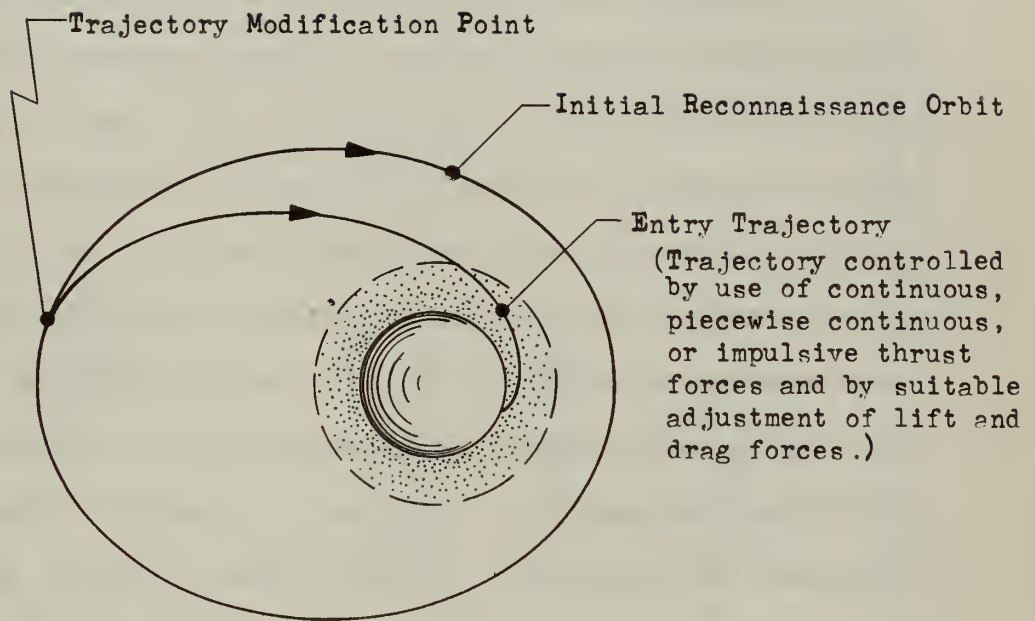 Trajectory Modification Point
Initial Reconnaissance Orbit
Entry Trajectory
(Trajectory controlled
by use of continuous,
piecewise continuous,
or impulsive thrust
forces and by suitable
adjustment of lift and
drag forces.)